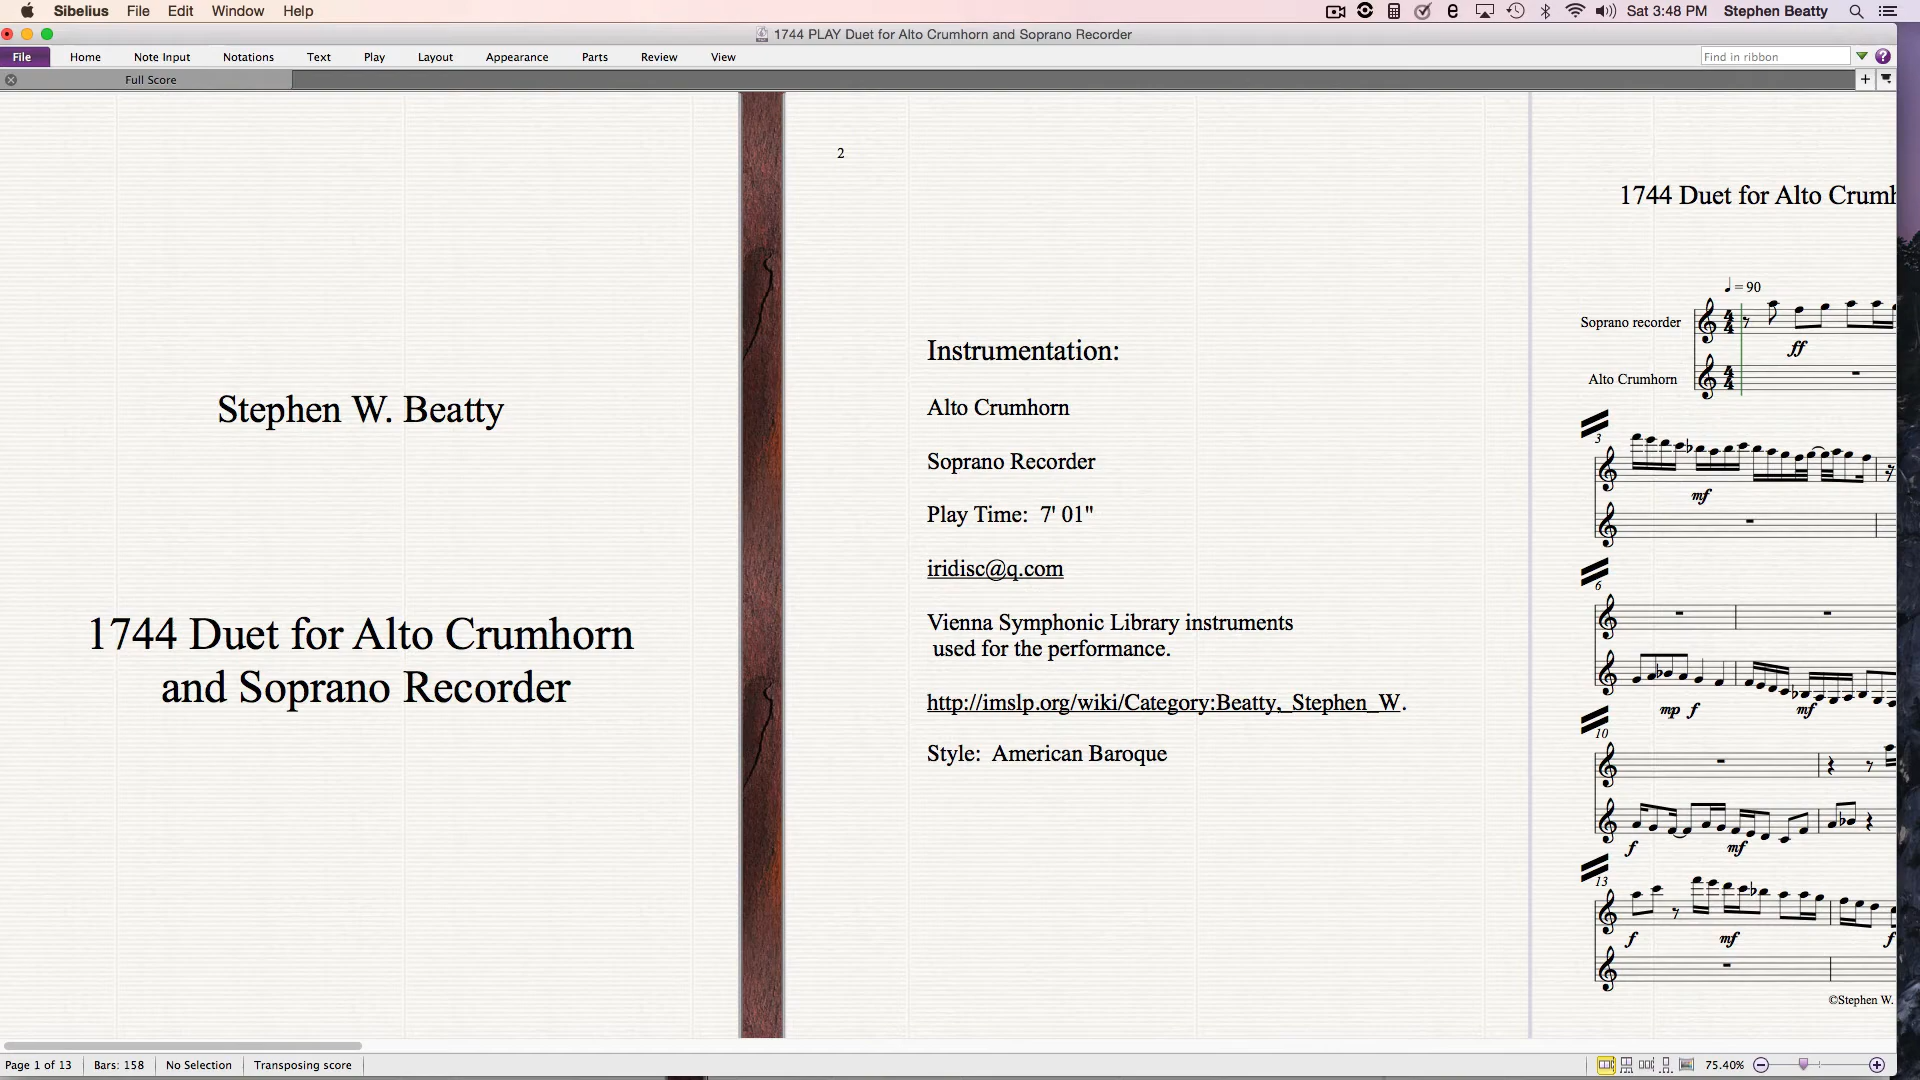 Sibelius File Edit Window Help Sat 3:48 PM Stephen Beatty
1744 PLAY Duet for Alto Crumhorn and Soprano Recorder
File Home Note Input Notations Text Play Layout Appearance Parts Review View Find in ribbon
Full Score
Stephen W. Beatty
1744 Duet for Alto Crumhorn
and Soprano Recorder
2
Instrumentation:
Alto Crumhorn
Soprano Recorder
Play Time: 7' 01"
iridisc@q.com
Vienna Symphonic Library instruments
used for the performance.
http://imslp.org/wiki/Category:Beatty,_Stephen_W.
Style: American Baroque
1744 Duet for Alto Crumh
= 90
Soprano recorder
ff
Alto Crumhorn
3
mf
6
mp f mf
10
f mf
13
f mf f
©Stephen W.
Page 1 of 13 Bars: 158 No Selection Transposing score 75.40%